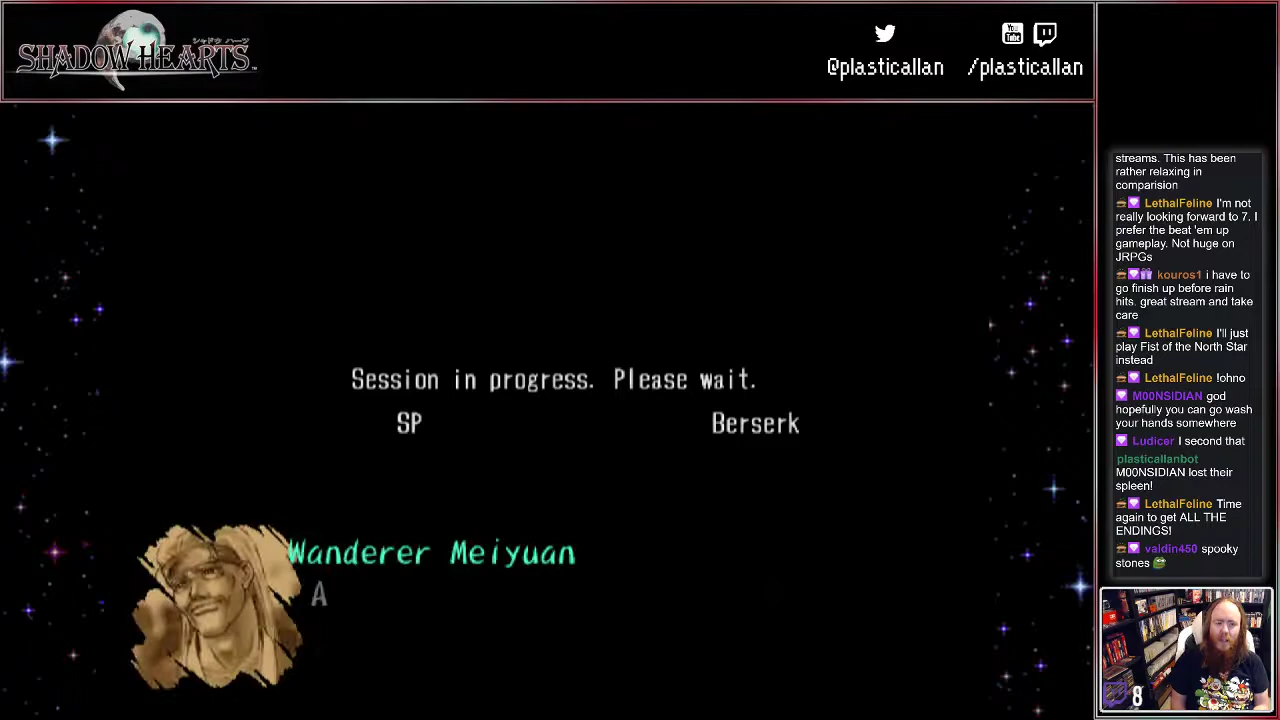 シャドウ ハーツ
SHADOW HEARTS
@plasticallan
You Tube
/plasticallan
Session in progress. Please wait.
SP Berserk
Wanderer Meiyuan
A
streams. This has been
rather relaxing in
comparision
LethalFeline I'm not
really looking forward to 7. I
prefer the beat 'em up
gameplay. Not huge on
JRPGs
kouros1 i have to
go finish up before rain
hits. great stream and take
care
LethalFeline I'll just
play Fist of the North Star
instead
LethalFeline !ohno
M00NSIDIAN god
hopefully you can go wash
your hands somewhere
Ludicer I second that
plasticallanbot
M00NSIDIAN lost their
spleen!
LethalFeline Time
again to get ALL THE
ENDINGS!
valdin450 spooky
stones
8